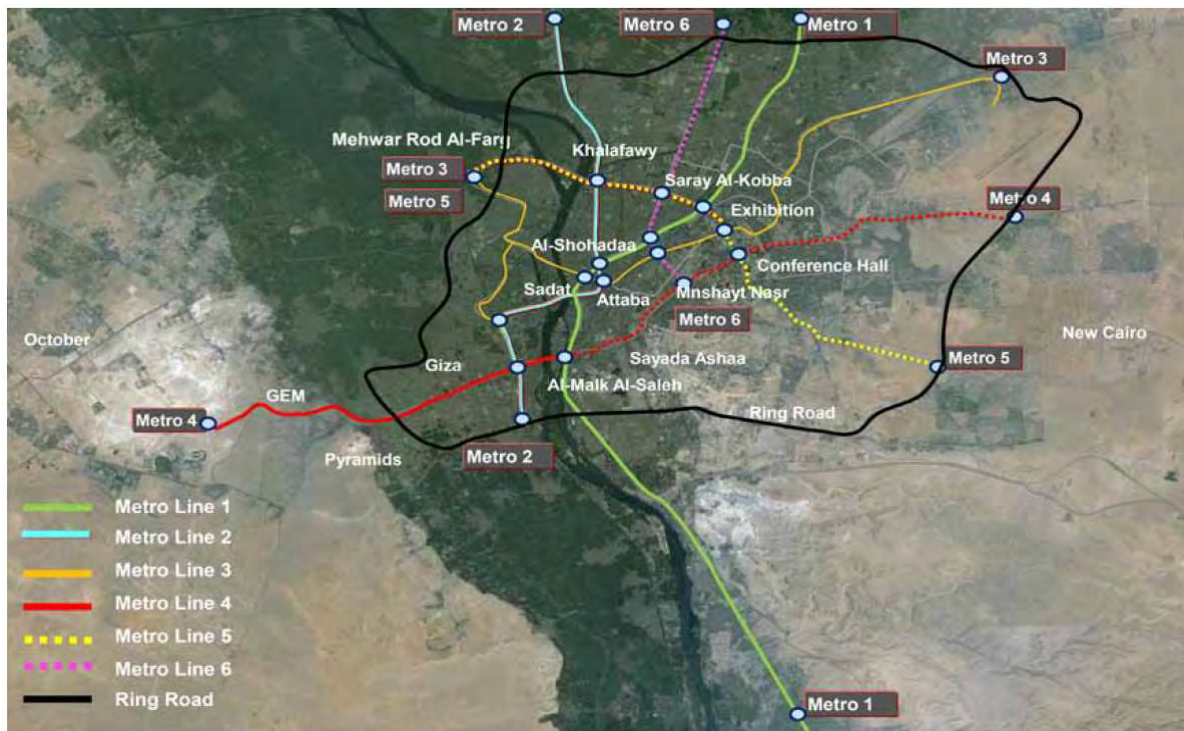 Metro 2
Metro 6
Metro 1
Metro 3
Mehwar Rod Al-Farg
Khalafawy
Metro 3
Saray Al-Kobba
Metro 5
Exhibition
Metro 4
Al-Shohadaa
Conference Hall
Sadat
Attaba
Mnshayt Nasr
Metro 6
October
New Cairo
Giza
Sayada Ashaa
Metro 5
Al-Malk Al-Saleh
GEM
Ring Road
Metro 4
Pyramids
Metro 2
Metro Line 1
Metro Line 2
Metro Line 3
Metro Line 4
Metro Line 5
Metro Line 6
Ring Road
Metro 1